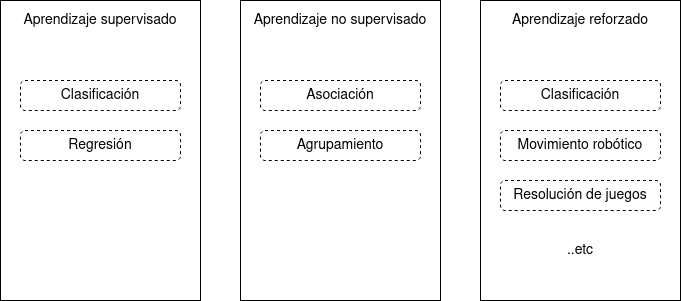 Aprendizaje supervisado
Clasificación
Regresión
Aprendizaje no supervisado
Asociación
Agrupamiento
Aprendizaje reforzado
Clasificación
Movimiento robótico
Resolución de juegos
..etc